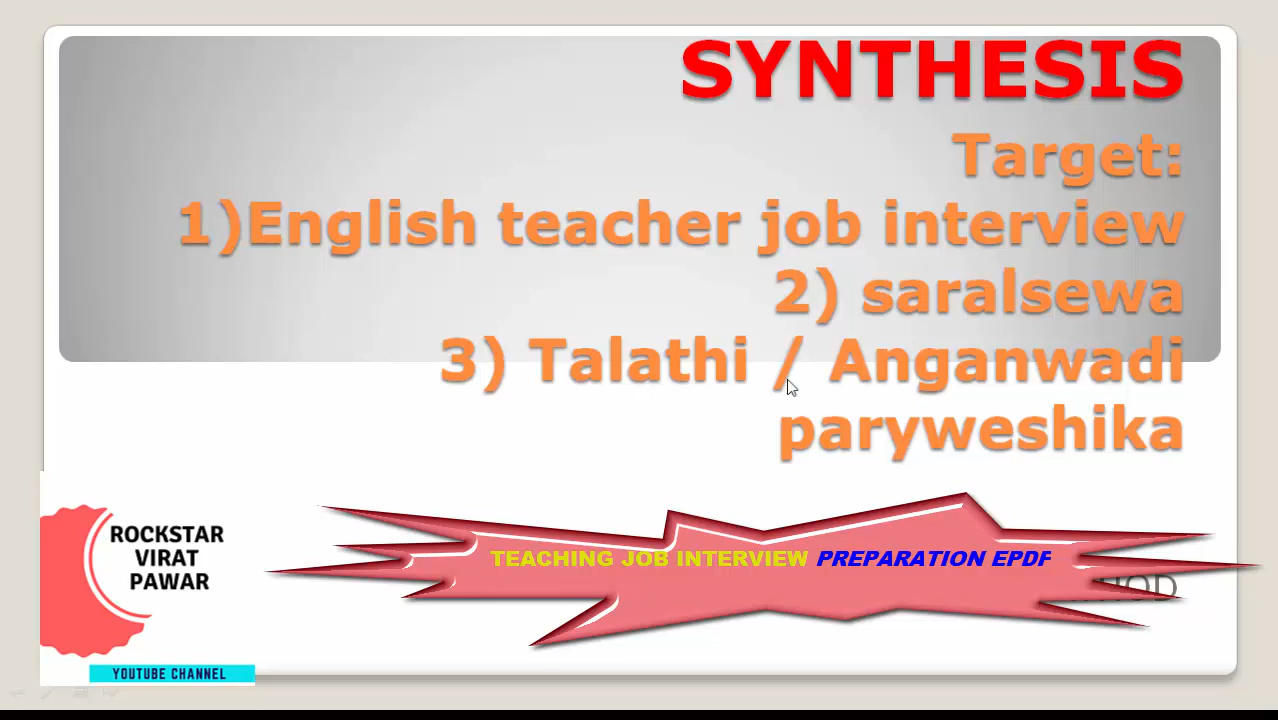 SYNTHESIS
Target:
1)English teacher job interview
2) saralsewa
3) Talathi / Anganwadi
paryweshika
ROCKSTAR
VIRAT
PAWAR
TEACHING JOB INTERVIEW PREPARATION EPDF
YOUTUBE CHANNEL